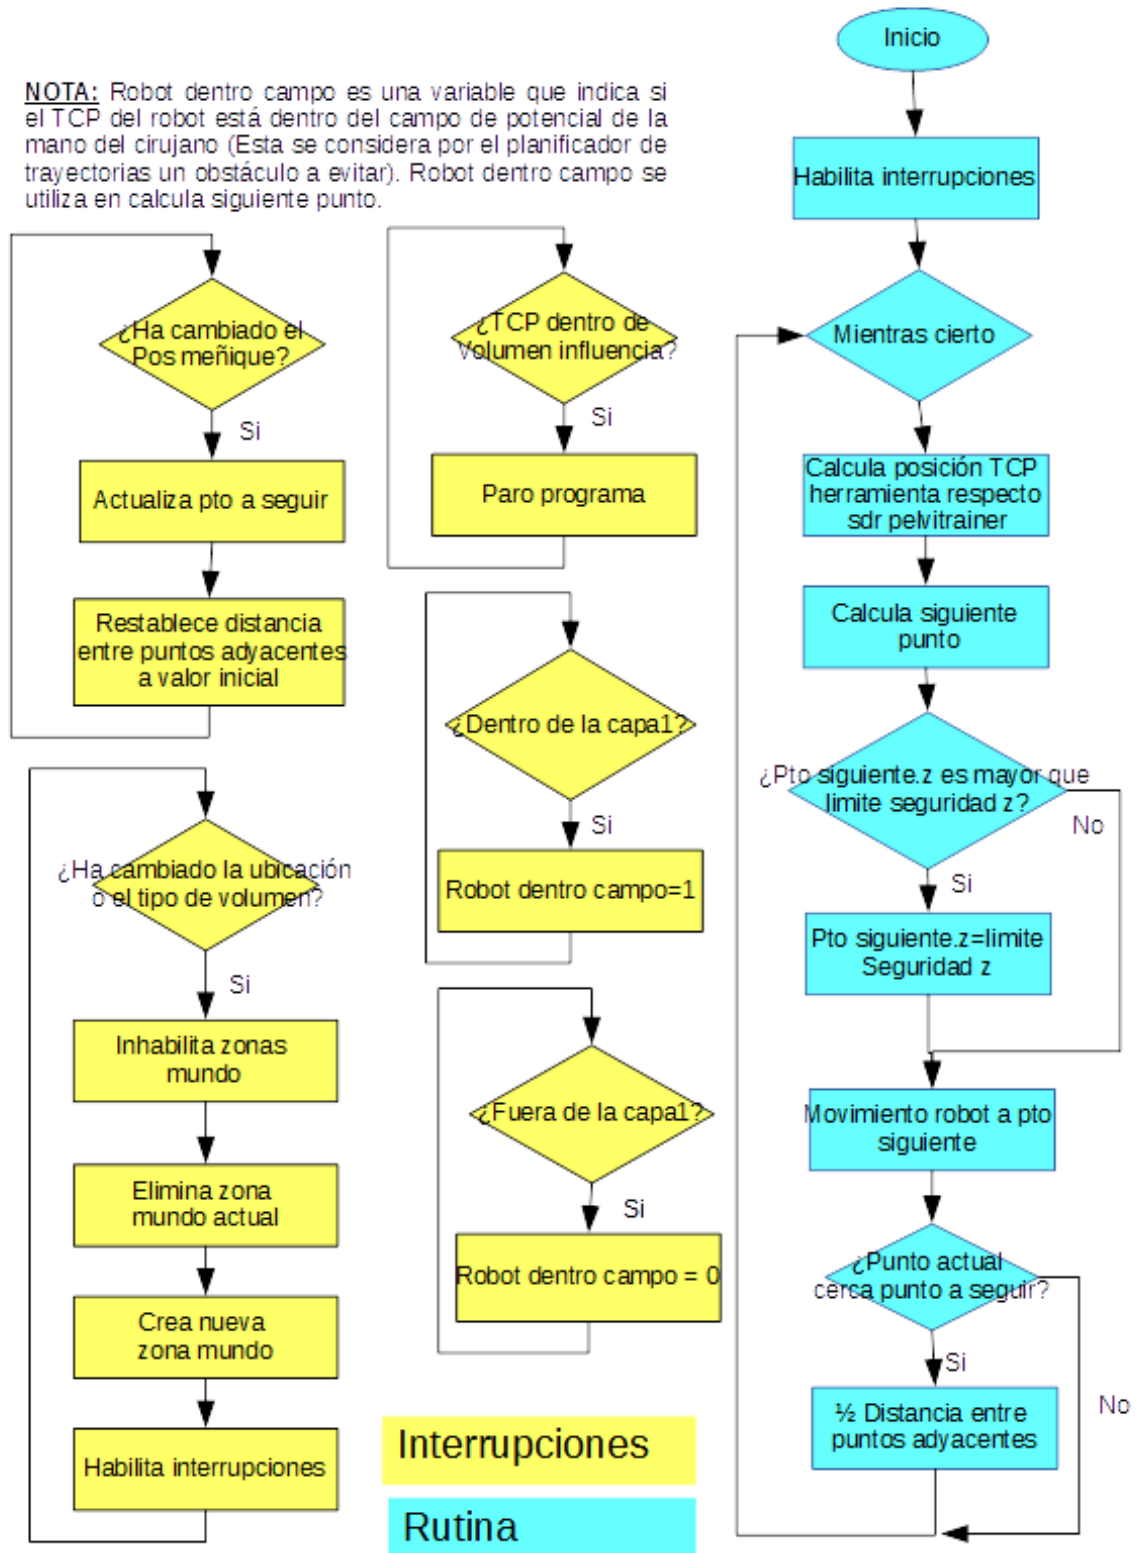 NOTA: Robot dentro campo es una variable que indica si
el TCP del robot está dentro del campo de potencial de la
mano del cirujano (Esta se considera por el planificador de
trayectorias un obstáculo a evitar). Robot dentro campo se
utiliza en calcula siguiente punto.
¿Ha cambiado el
Pos meñique?
Si
Actualiza pto a seguir
Restablece distancia
entre puntos adyacentes
a valor inicial
¿Ha cambiado la ubicación
o el tipo de volumen?
Si
Inhabilita zonas
mundo
Elimina zona
mundo actual
Crea nueva
zona mundo
Habilita interrupciones
¿TCP dentro de
Volumen influencia?
Si
Paro programa
¿Dentro de la capa1?
Si
Robot dentro campo=1
¿Fuera de la capa1?
Si
Robot dentro campo = 0
Interrupciones
Rutina
Inicio
Habilita interrupciones
Mientras cierto
Calcula posición TCP
herramienta respecto
sdr pelvitrainer
Calcula siguiente
punto
¿Pto siguiente.z es mayor que
limite seguridad z?
No
Si
Pto siguiente.z=limite
Seguridad z
Movimiento robot a pto
siguiente
¿Punto actual
cerca punto a seguir?
Si
No
½ Distancia entre
puntos adyacentes